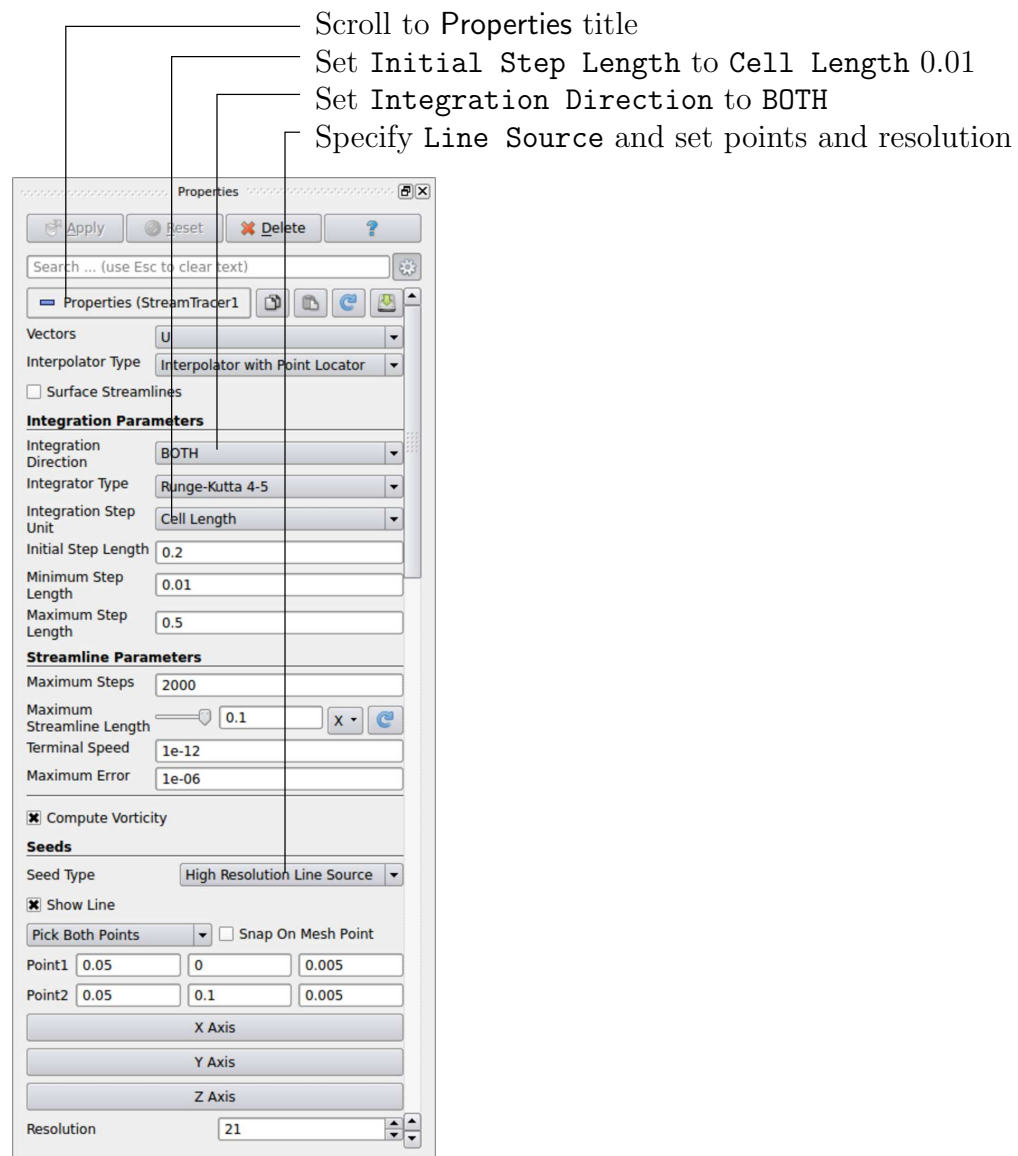 Scroll to Properties title
Set Initial Step Length to Cell Length 0.01
Set Integration Direction to BOTH
Specify Line Source and set points and resolution
Properties
Apply Reset Delete ?
Search ... (use Esc to clear text)
Properties (StreamTracer1
Vectors U
Interpolator Type Interpolator with Point Locator
Surface Streamlines
Integration Parameters
Integration
Direction
BOTH
Integrator Type Runge-Kutta 4-5
Integration Step
Unit
Cell Length
Initial Step Length 0.2
Minimum Step
Length
0.01
Maximum Step
Length
0.5
Streamline Parameters
Maximum Steps 2000
Maximum
Streamline Length
0.1 X
Terminal Speed 1e-12
Maximum Error 1e-06
Compute Vorticity
Seeds
Seed Type High Resolution Line Source
Show Line
Pick Both Points Snap On Mesh Point
Point1 0.05 0 0.005
Point2 0.05 0.1 0.005
X Axis
Y Axis
Z Axis
Resolution 21